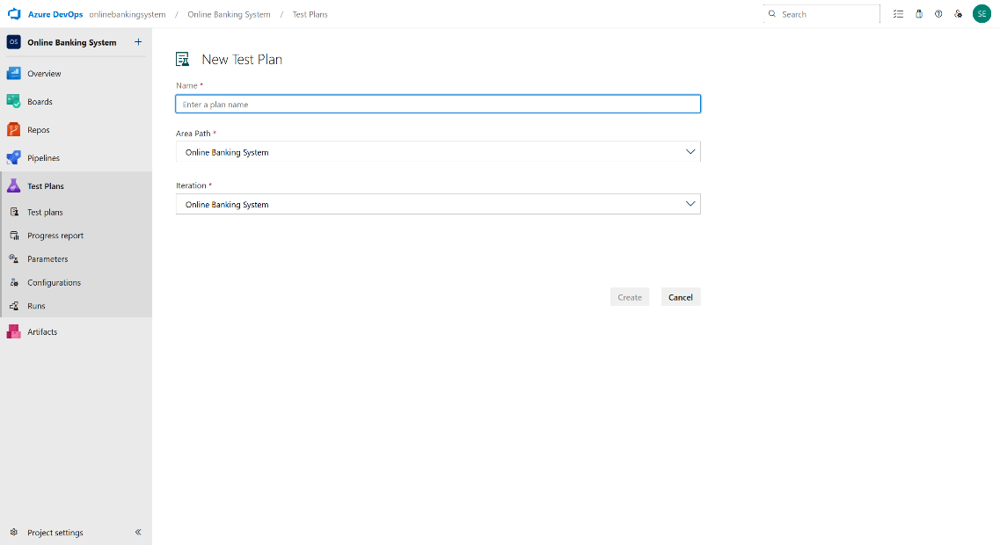 Azure DevOps onlinebankingsystem / Online Banking System / Test Plans
Search
SE
OS Online Banking System
Overview
Boards
Repos
Pipelines
Test Plans
Test plans
Progress report
Parameters
Configurations
Runs
Artifacts
Project settings
New Test Plan
Name *
Enter a plan name
Area Path *
Online Banking System
Iteration *
Online Banking System
Create Cancel